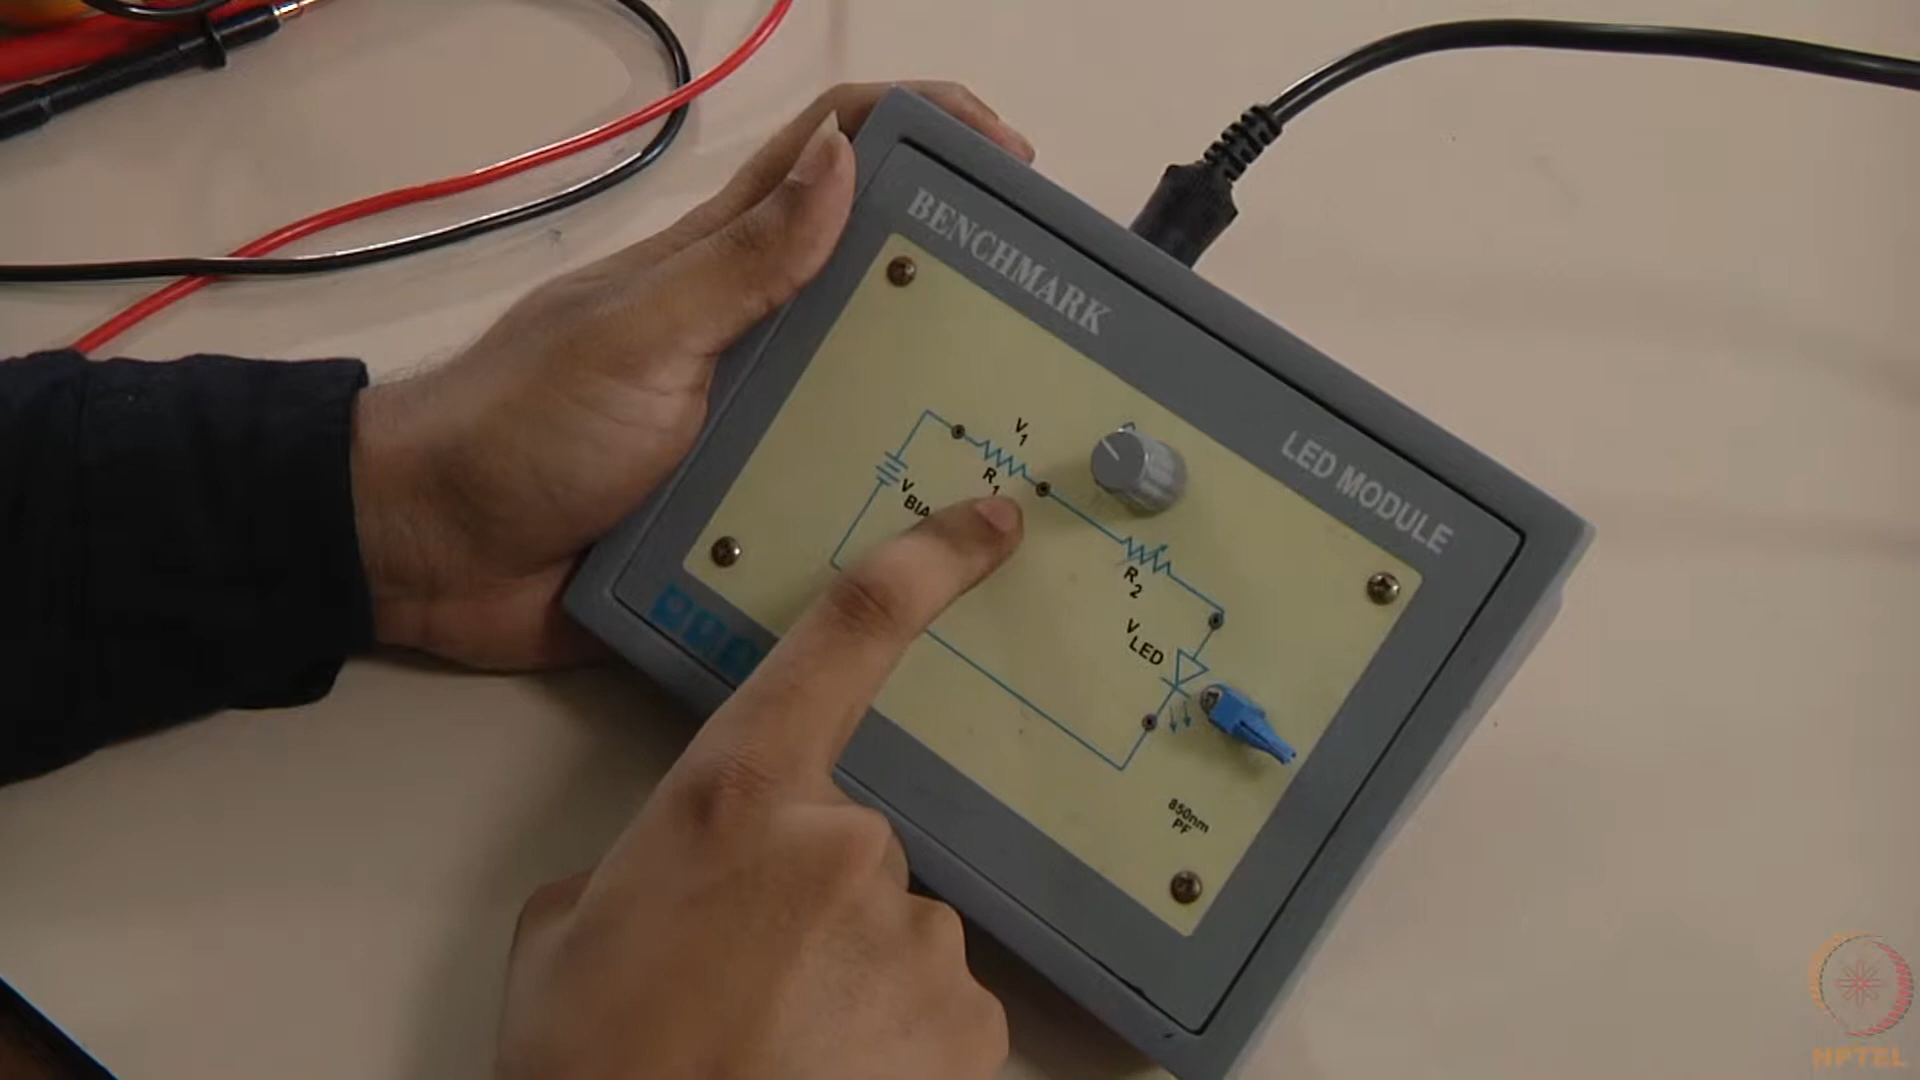 BENCHMARK
LED MODULE
V1
R1
V
R2
VLED
850nm
PF
NPTEL